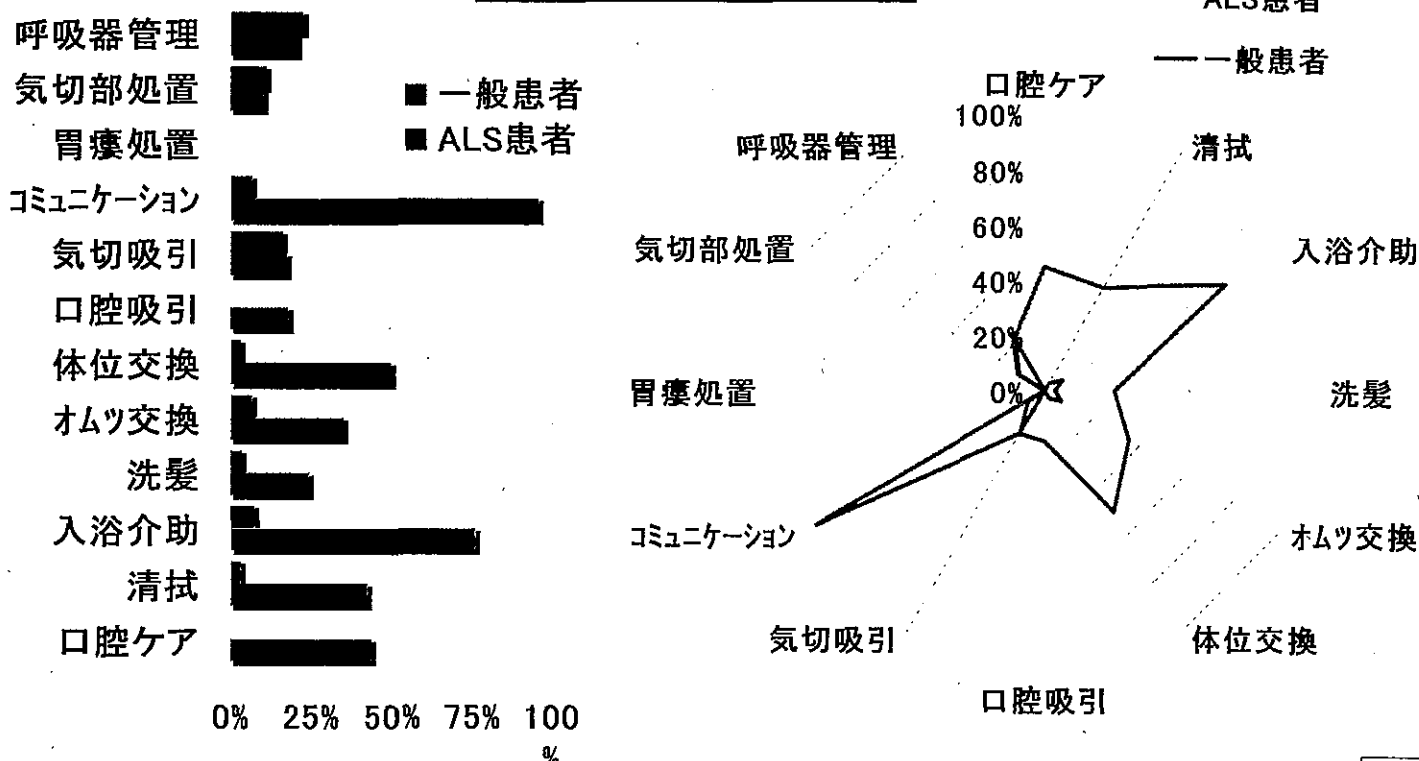 呼吸器管理
気切部処置
胃瘻処置
コミュニケーション
気切吸引
口腔吸引
体位交換
オムツ交換
洗髪
入浴介助
清拭
口腔ケア
0% 25% 50% 75% 100
%
一般患者
ALS患者
ALS患者
一般患者
口腔ケア
清拭
入浴介助
洗髪
オムツ交換
体位交換
口腔吸引
気切吸引
コミュニケーション
胃瘻処置
気切部処置
呼吸器管理
100%
80%
60%
40%
20%
0%